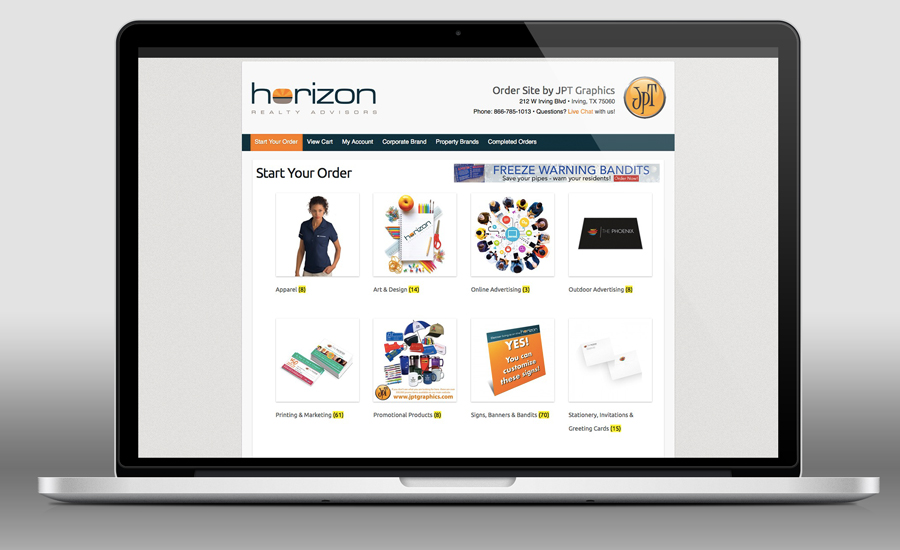 horizon
REALTY ADVISORS
Order Site by JPT Graphics
212 W Irving Blvd • Irving, TX 75060
Phone: 866-785-1013 • Questions? Live Chat with us!
JPT
Start Your Order View Cart My Account Corporate Brand Property Brands Completed Orders
Start Your Order
FREEZE WARNING BANDITS
Save your pipes - warn your residents! Order Now!
horizon
THE PHOENIX
Apparel (8)
Art & Design (14)
Online Advertising (3)
Outdoor Advertising (8)
horizon
YES!
You can
customize
these signs!
JPT
www.jptgraphics.com
Printing & Marketing (61)
Promotional Products (8)
Signs, Banners & Bandits (70)
Stationery, Invitations &
Greeting Cards (15)